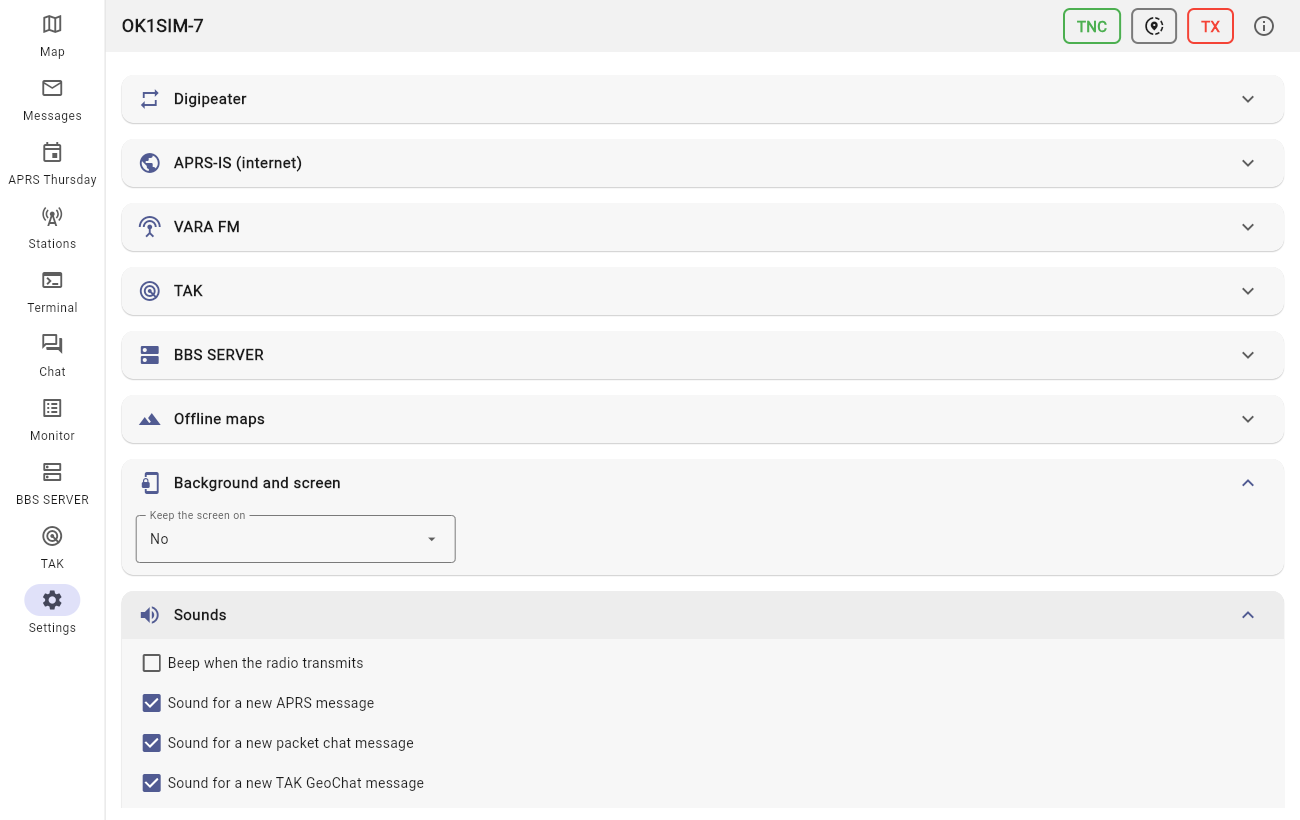 OK1SIM-7
TNC
TX
Map
Messages
APRS Thursday
Stations
Terminal
Chat
Monitor
BBS SERVER
TAK
Settings
Digipeater
APRS-IS (internet)
VARA FM
TAK
BBS SERVER
Offline maps
Background and screen
Keep the screen on
No
Sounds
Beep when the radio transmits
Sound for a new APRS message
Sound for a new packet chat message
Sound for a new TAK GeoChat message